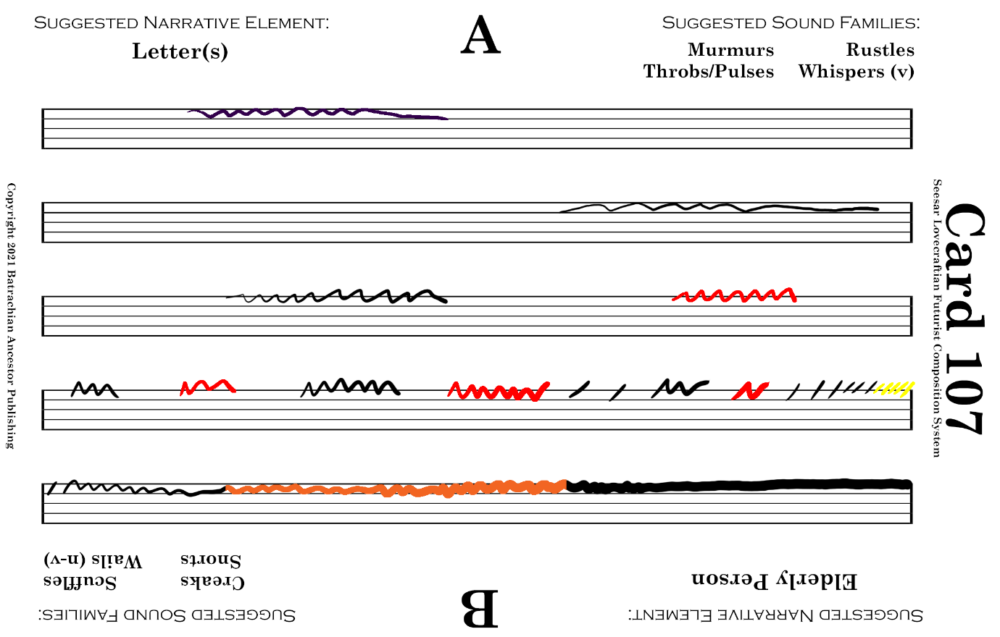 SUGGESTED NARRATIVE ELEMENT:
Letter(s)
A
SUGGESTED SOUND FAMILIES:
Murmurs Rustles
Throbs/Pulses Whispers (v)
Copyright 2021 Batrachian Ancestor Publishing
Card 107
Seesar Lovecraftian Futurist Composition System
B
SUGGESTED NARRATIVE ELEMENT:
Elderly Person
SUGGESTED SOUND FAMILIES:
Creaks Scuffles
Snorts Wails (n-v)